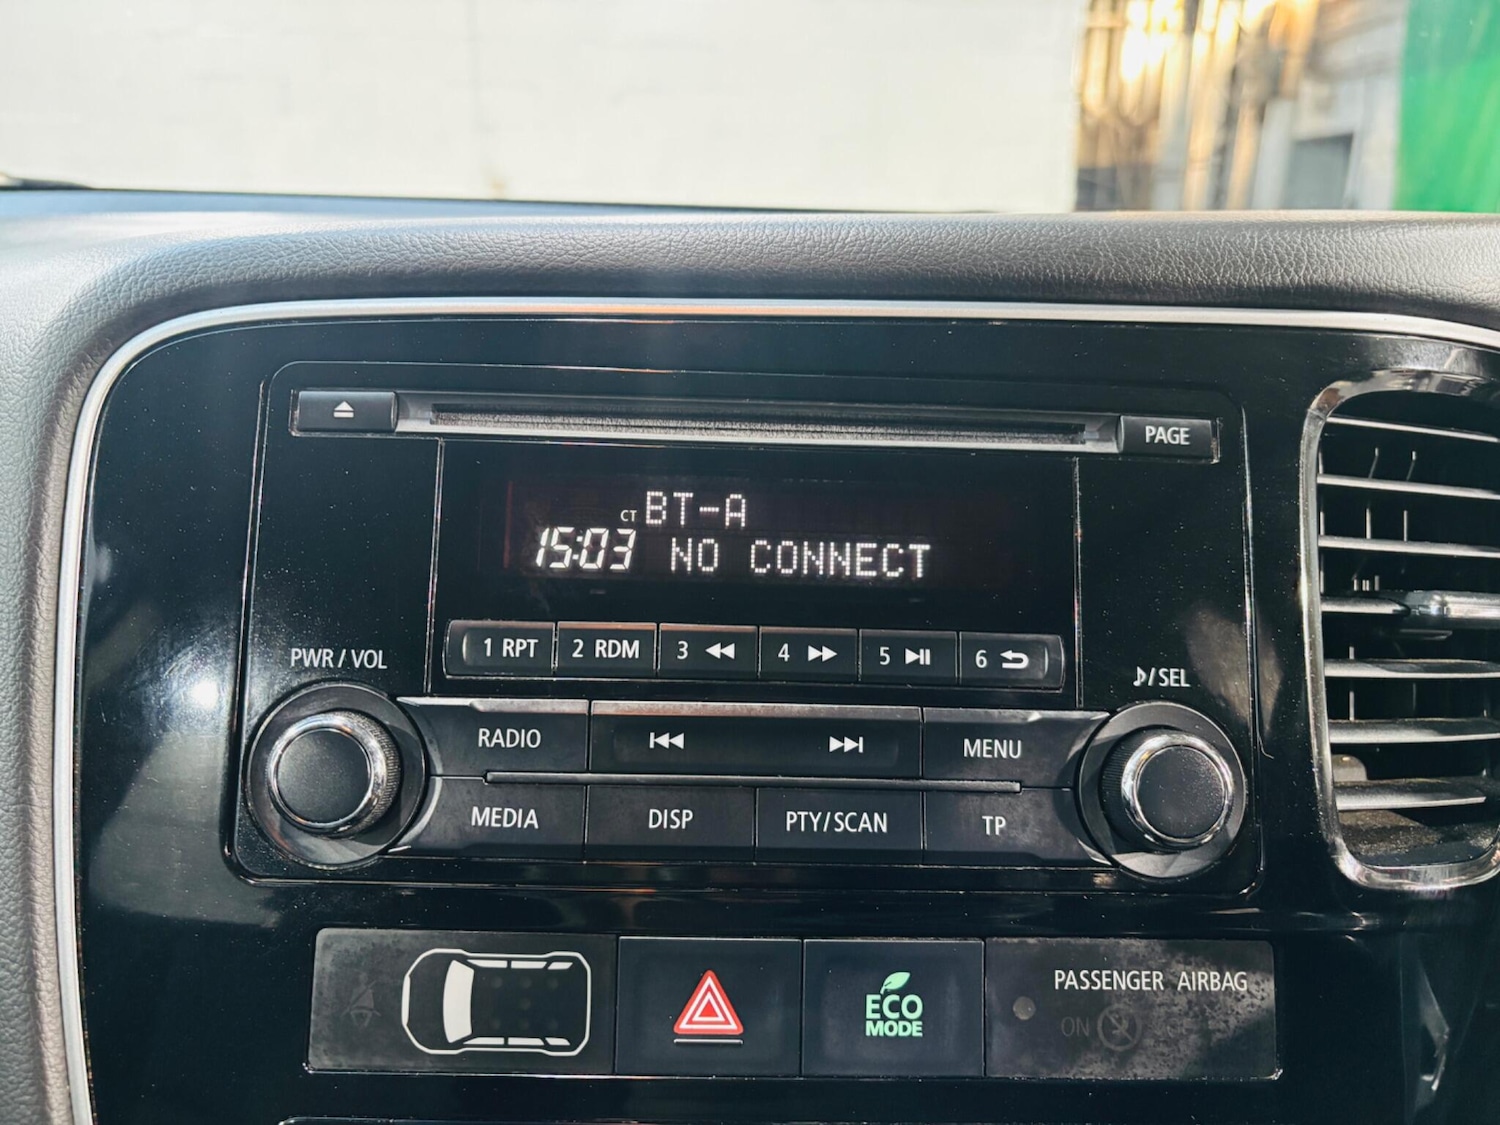 PAGE
CT BT-A
15:03 NO CONNECT
1 RPT 2 RDM 3 4 5 6
PWR / VOL
♪/SEL
RADIO MENU
MEDIA DISP PTY/SCAN TP
ECO
MODE
PASSENGER AIRBAG
ON